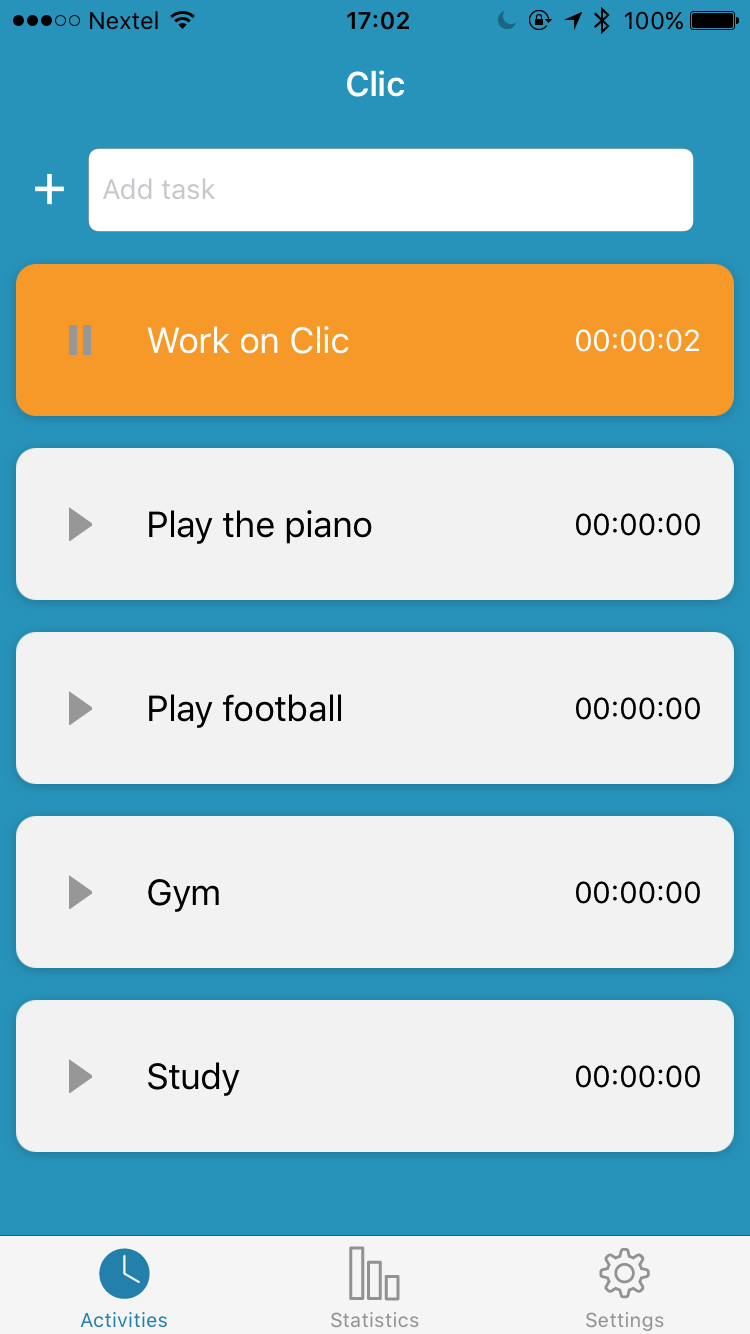 Nextel 17:02 100%
Clic
Add task
Work on Clic 00:00:02
Play the piano 00:00:00
Play football 00:00:00
Gym 00:00:00
Study 00:00:00
Activities Statistics Settings